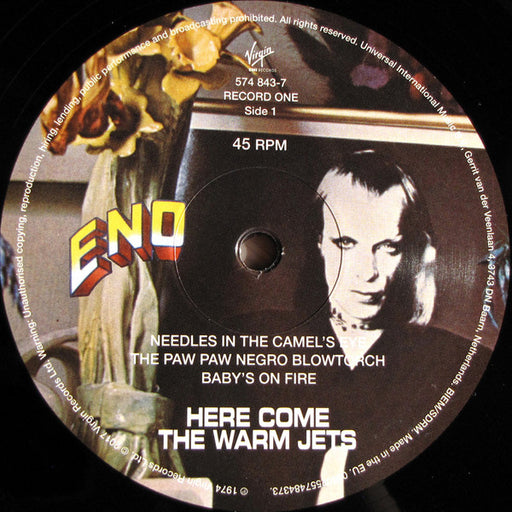 Virgin
574 843-7
RECORD ONE
Side 1
45 RPM
ENO
NEEDLES IN THE CAMEL'S EYE
THE PAW PAW NEGRO BLOWTORCH
BABY'S ON FIRE
HERE COME
THE WARM JETS
℗ 1974 Virgin Records Ltd. © 2017 Virgin Records Ltd. Warning: Unauthorised copying, reproduction, hiring, lending, public performance and broadcasting prohibited. All rights reserved. Universal International Music Gerrit van der Veenlaan 4, 3743 DN Baarn, Netherlands. BIEM/SDRM. Made in the EU.